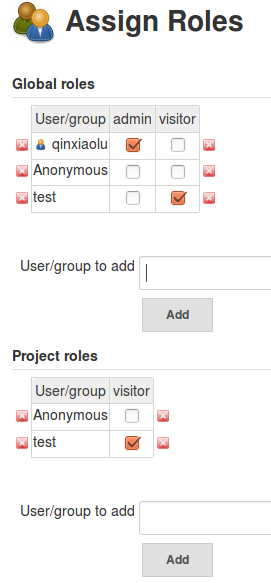 Assign Roles
Global roles
User/group admin visitor
qinxiaolu
Anonymous
test
User/group to add
Add
Project roles
User/group visitor
Anonymous
test
User/group to add
Add